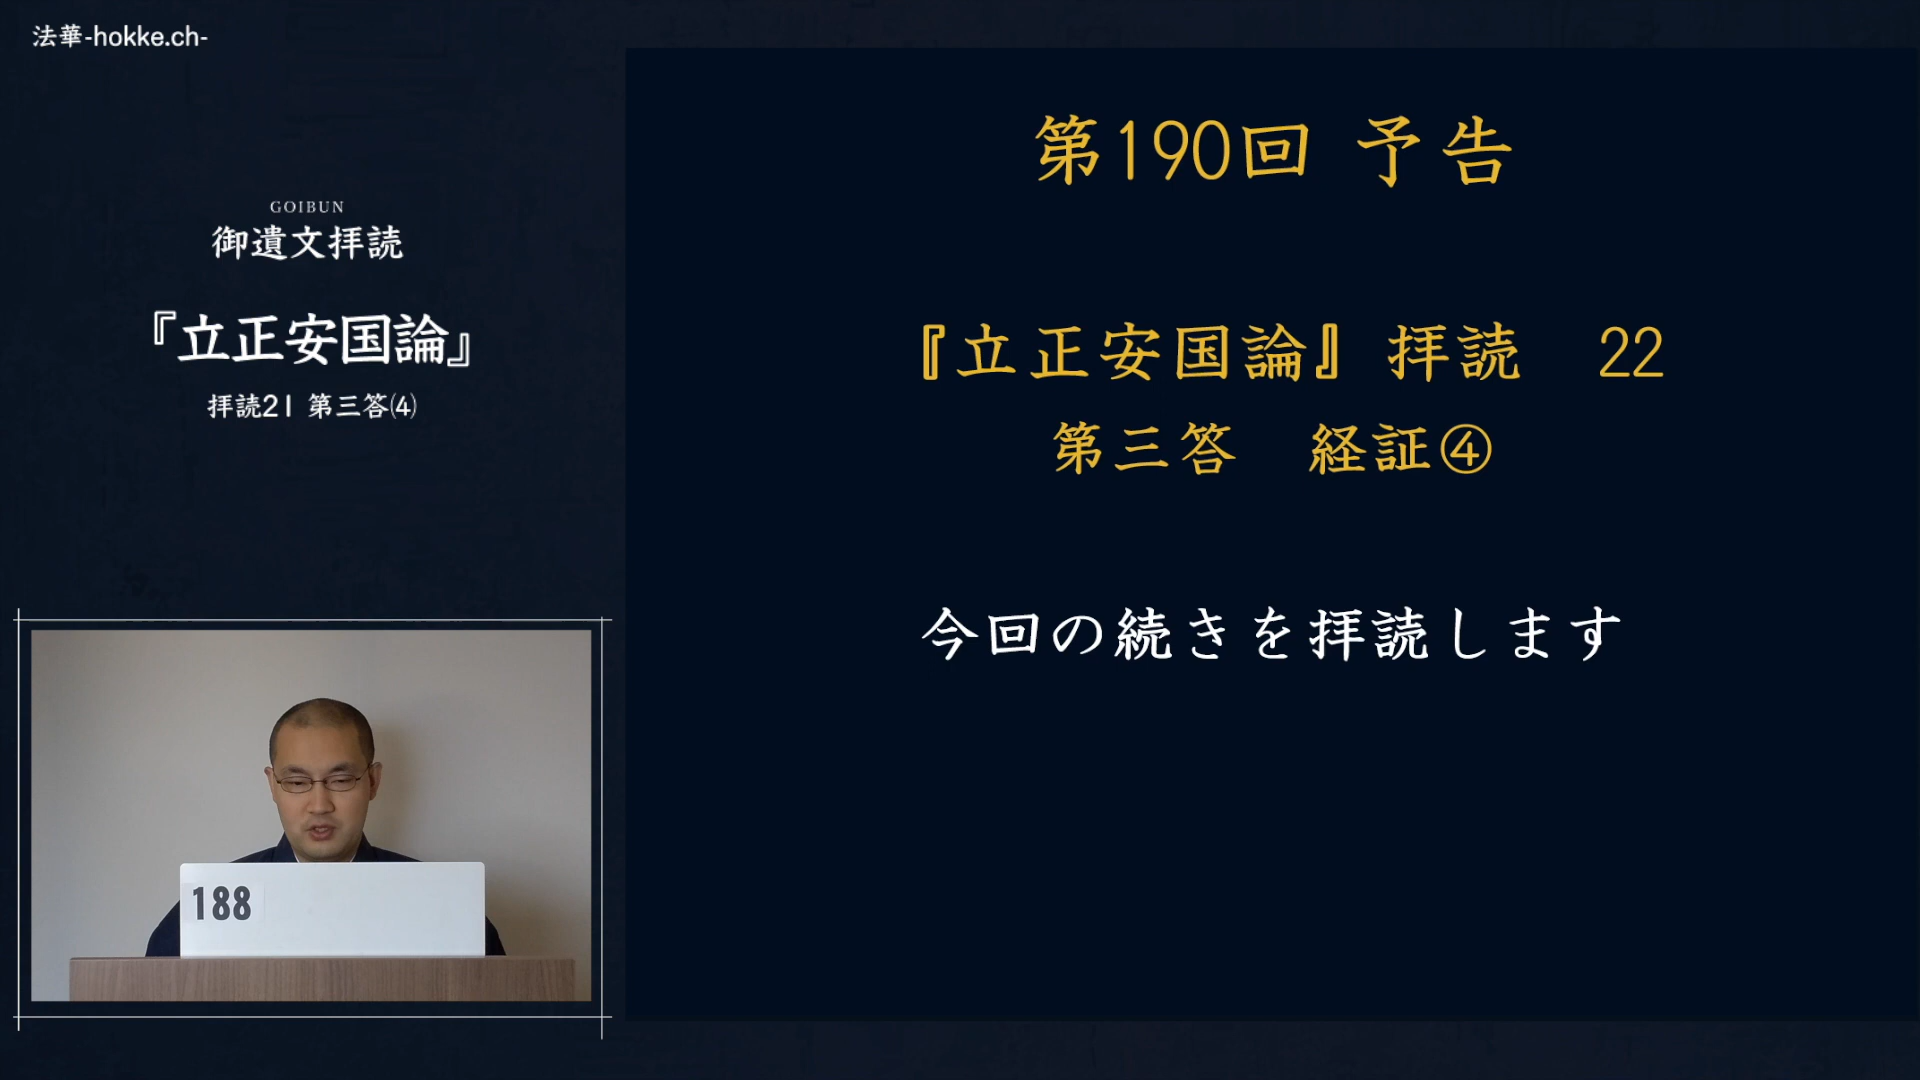 法華-hokke.ch-
GOIBUN
御遺文拝読
『立正安国論』
拝読21 第三答⑷
188
第190回 予告
『立正安国論』拝読　22
第三答　経証④
今回の続きを拝読します